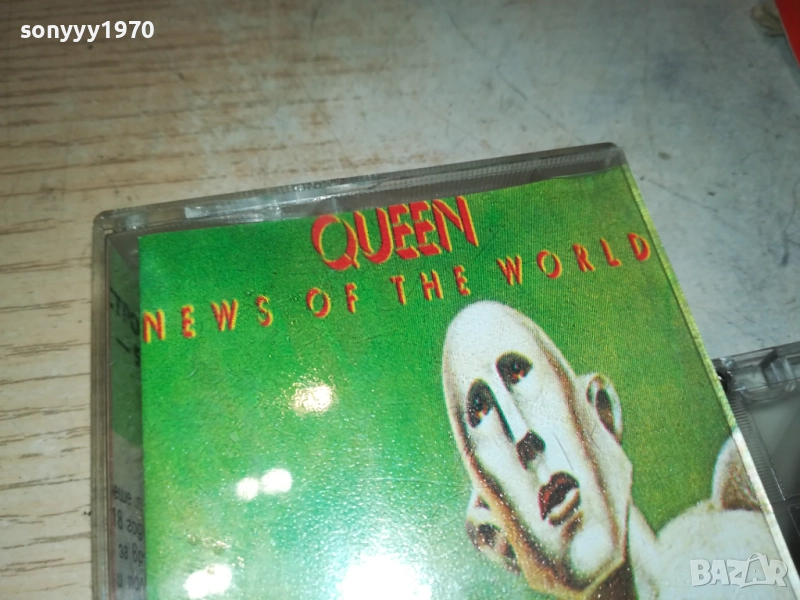 sonyyy1970
QUEEN
NEWS OF THE WORLD
BAZAR